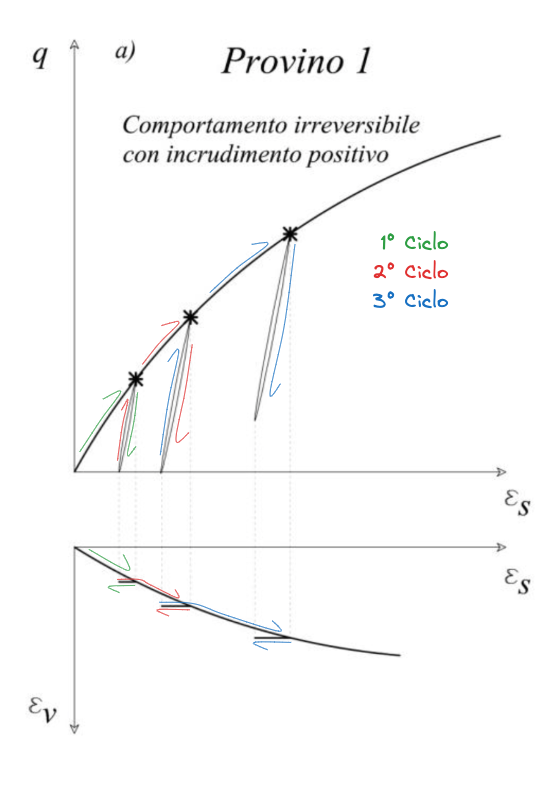 q
a)
Provino 1
Comportamento irreversibile
con incrudimento positivo
1° Ciclo
2° Ciclo
3° Ciclo
εs
εs
εv